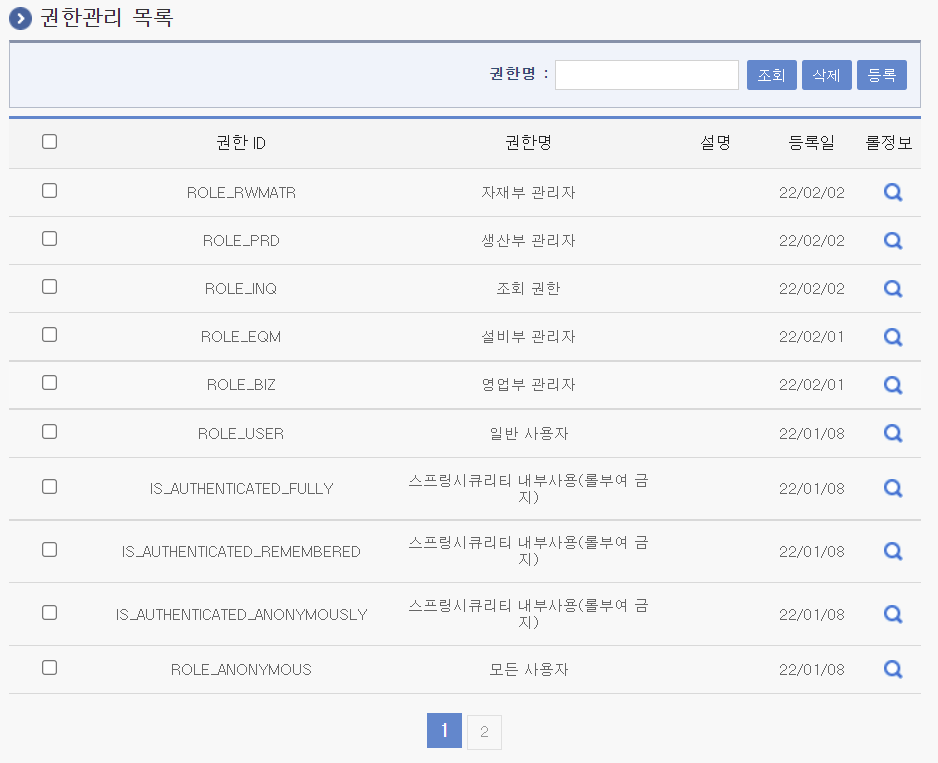 권한관리 목록
권한명 : 조회 삭제 등록
권한 ID 권한명 설명 등록일 롤정보
ROLE_RWMATR 자재부 관리자 22/02/02
ROLE_PRD 생산부 관리자 22/02/02
ROLE_INQ 조회 권한 22/02/02
ROLE_EQM 설비부 관리자 22/02/01
ROLE_BIZ 영업부 관리자 22/02/01
ROLE_USER 일반 사용자 22/01/08
IS_AUTHENTICATED_FULLY 스프링시큐리티 내부사용(롤부여 금
지) 22/01/08
IS_AUTHENTICATED_REMEMBERED 스프링시큐리티 내부사용(롤부여 금
지) 22/01/08
IS_AUTHENTICATED_ANONYMOUSLY 스프링시큐리티 내부사용(롤부여 금
지) 22/01/08
ROLE_ANONYMOUS 모든 사용자 22/01/08
1 2